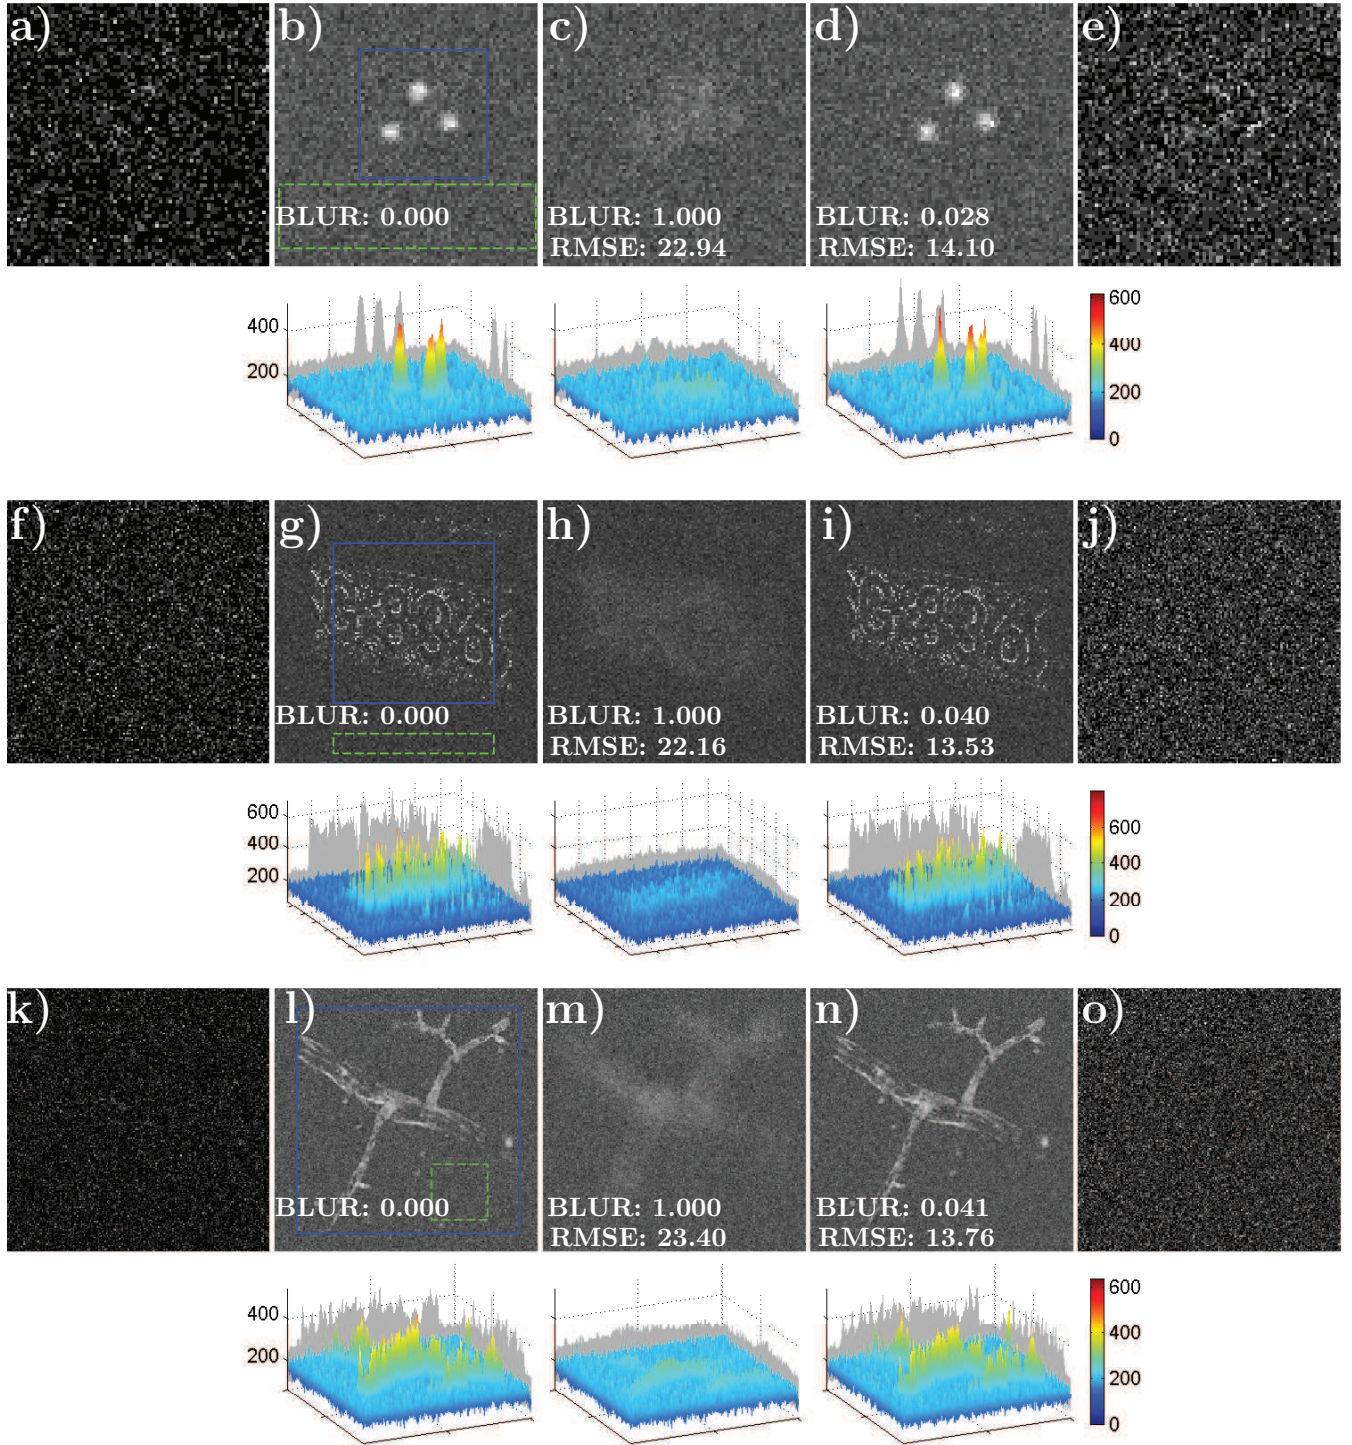 a) b) c) d) e)
BLUR: 0.000 BLUR: 1.000 BLUR: 0.028
RMSE: 22.94 RMSE: 14.10
400
200
600
400
200
0
f) g) h) i) j)
BLUR: 0.000 BLUR: 1.000 BLUR: 0.040
RMSE: 22.16 RMSE: 13.53
600
400
200
600
400
200
0
k) l) m) n) o)
BLUR: 0.000 BLUR: 1.000 BLUR: 0.041
RMSE: 23.40 RMSE: 13.76
400
200
600
400
200
0